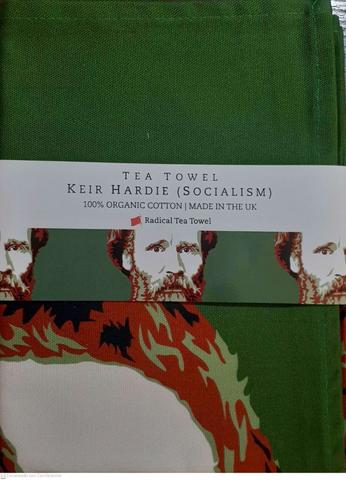 TEA TOWEL
KEIR HARDIE (SOCIALISM)
100% ORGANIC COTTON | MADE IN THE UK
Radical Tea Towel